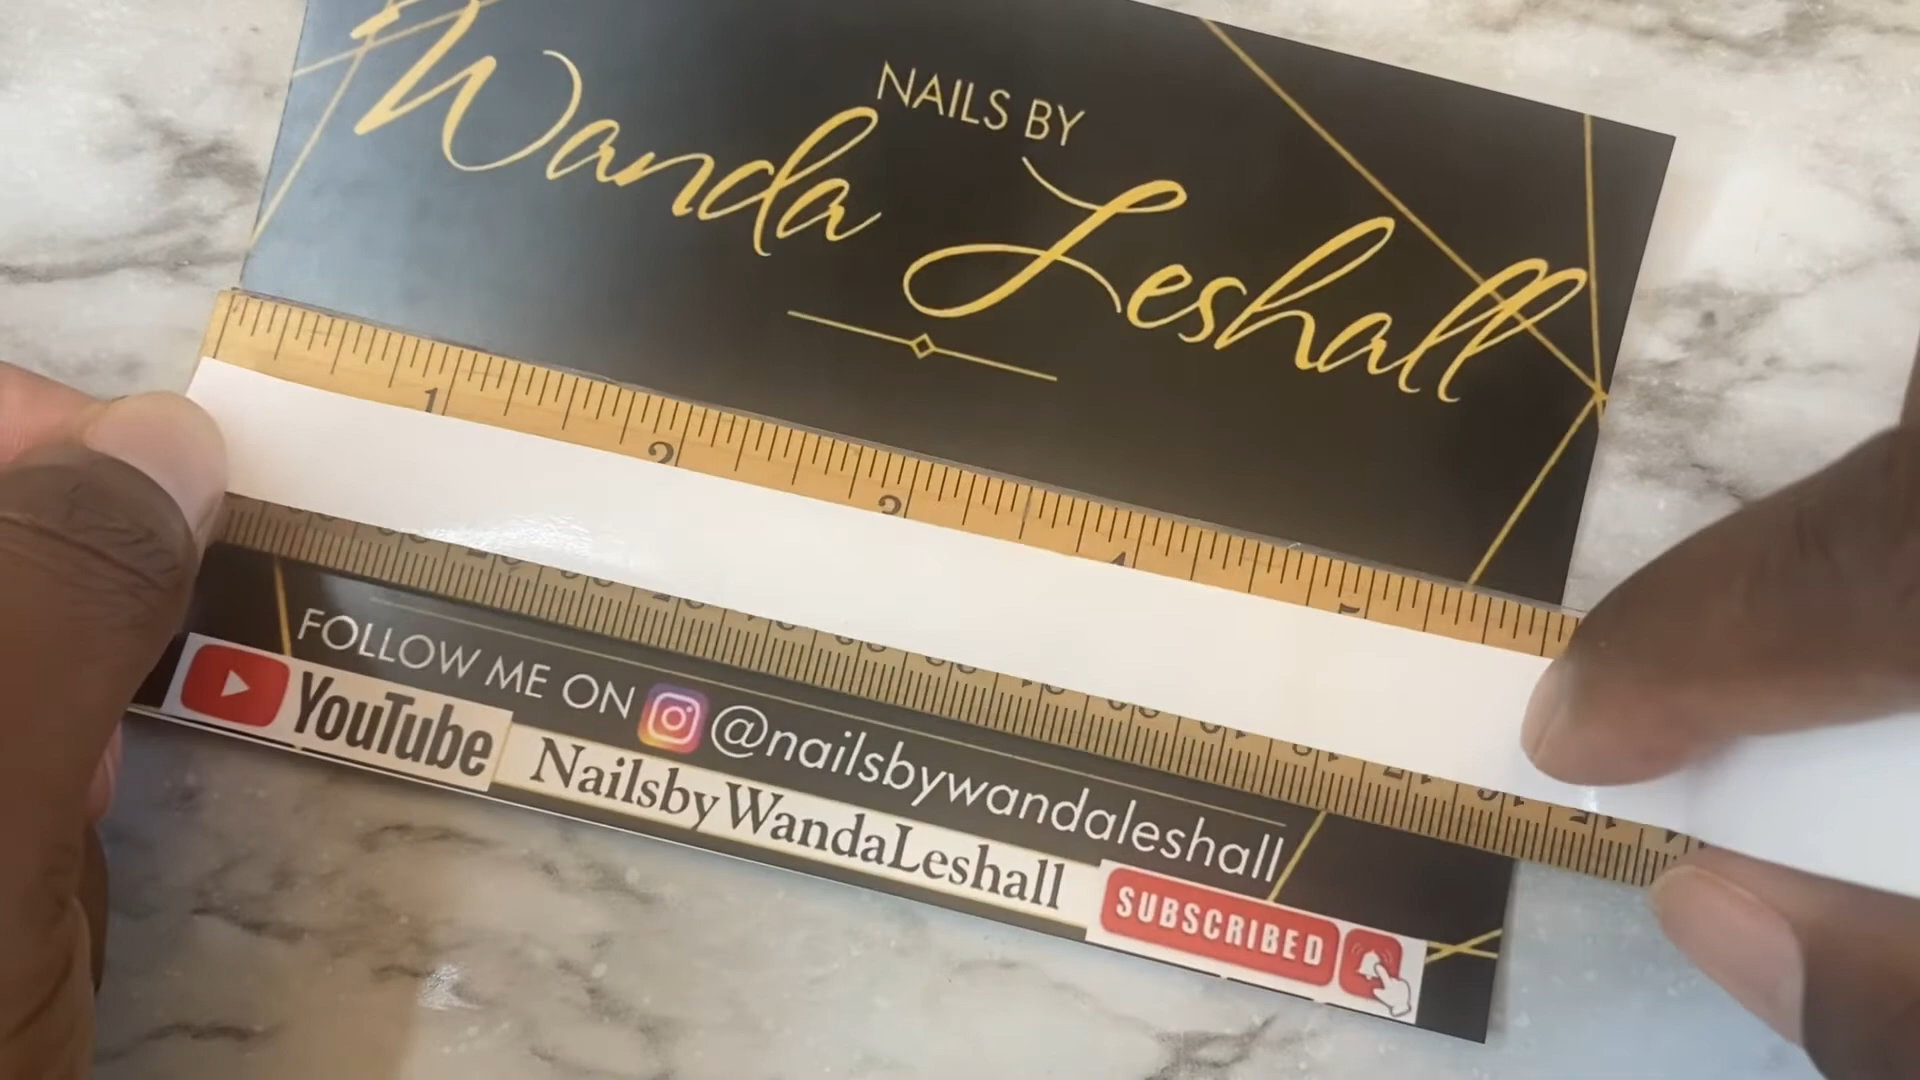 NAILS BY
Wanda Leshall
1 2 3 4 5
FOLLOW ME ON @nailsbywandaleshall
YouTube NailsbyWandaLeshall SUBSCRIBED